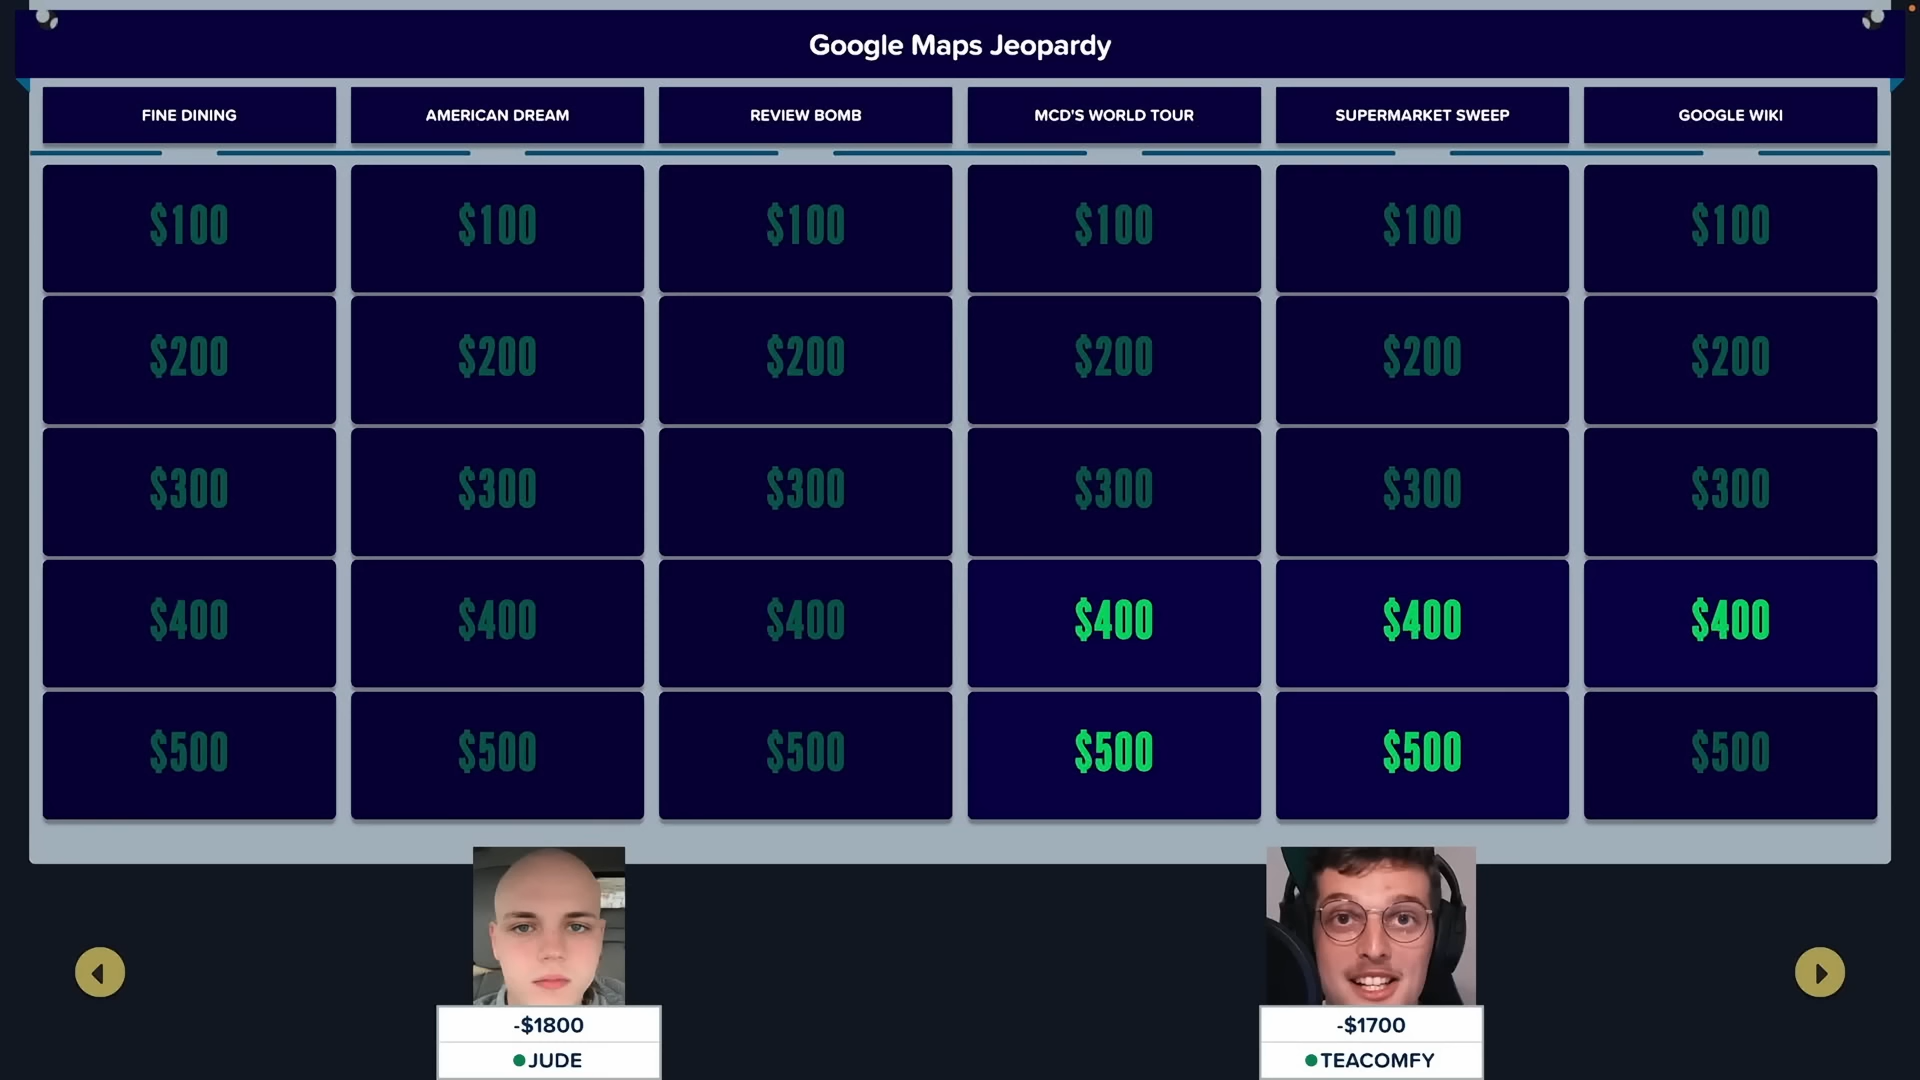 Google Maps Jeopardy
FINE DINING AMERICAN DREAM REVIEW BOMB MCD'S WORLD TOUR SUPERMARKET SWEEP GOOGLE WIKI
$100 $100 $100 $100 $100 $100
$200 $200 $200 $200 $200 $200
$300 $300 $300 $300 $300 $300
$400 $400 $400 $400 $400 $400
$500 $500 $500 $500 $500 $500
-$1800 -$1700
JUDE TEACOMFY